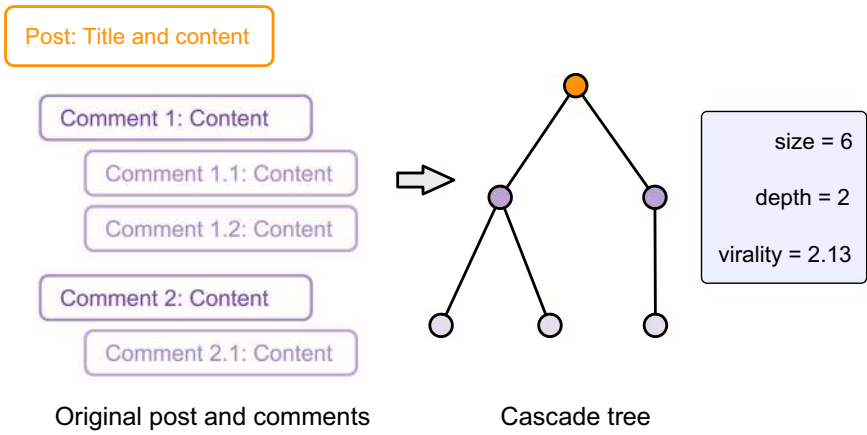 Post: Title and content
Comment 1: Content
Comment 1.1: Content
Comment 1.2: Content
Comment 2: Content
Comment 2.1: Content
Original post and comments
size = 6
depth = 2
virality = 2.13
Cascade tree